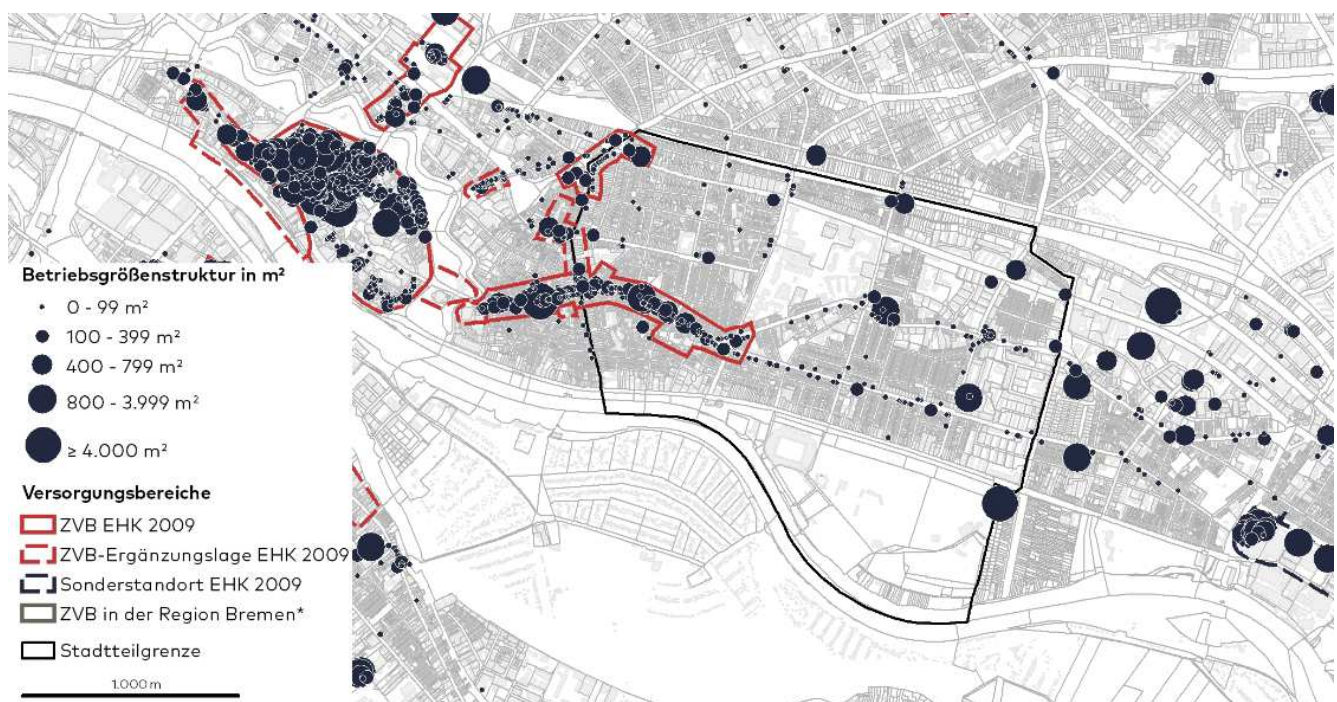 Betriebsgrößenstruktur in m²
0 - 99 m²
100 - 399 m²
400 - 799 m²
800 - 3.999 m²
≥ 4.000 m²
Versorgungsbereiche
ZVB EHK 2009
ZVB-Ergänzungslage EHK 2009
Sonderstandort EHK 2009
ZVB in der Region Bremen*
Stadtteilgrenze
1.000 m